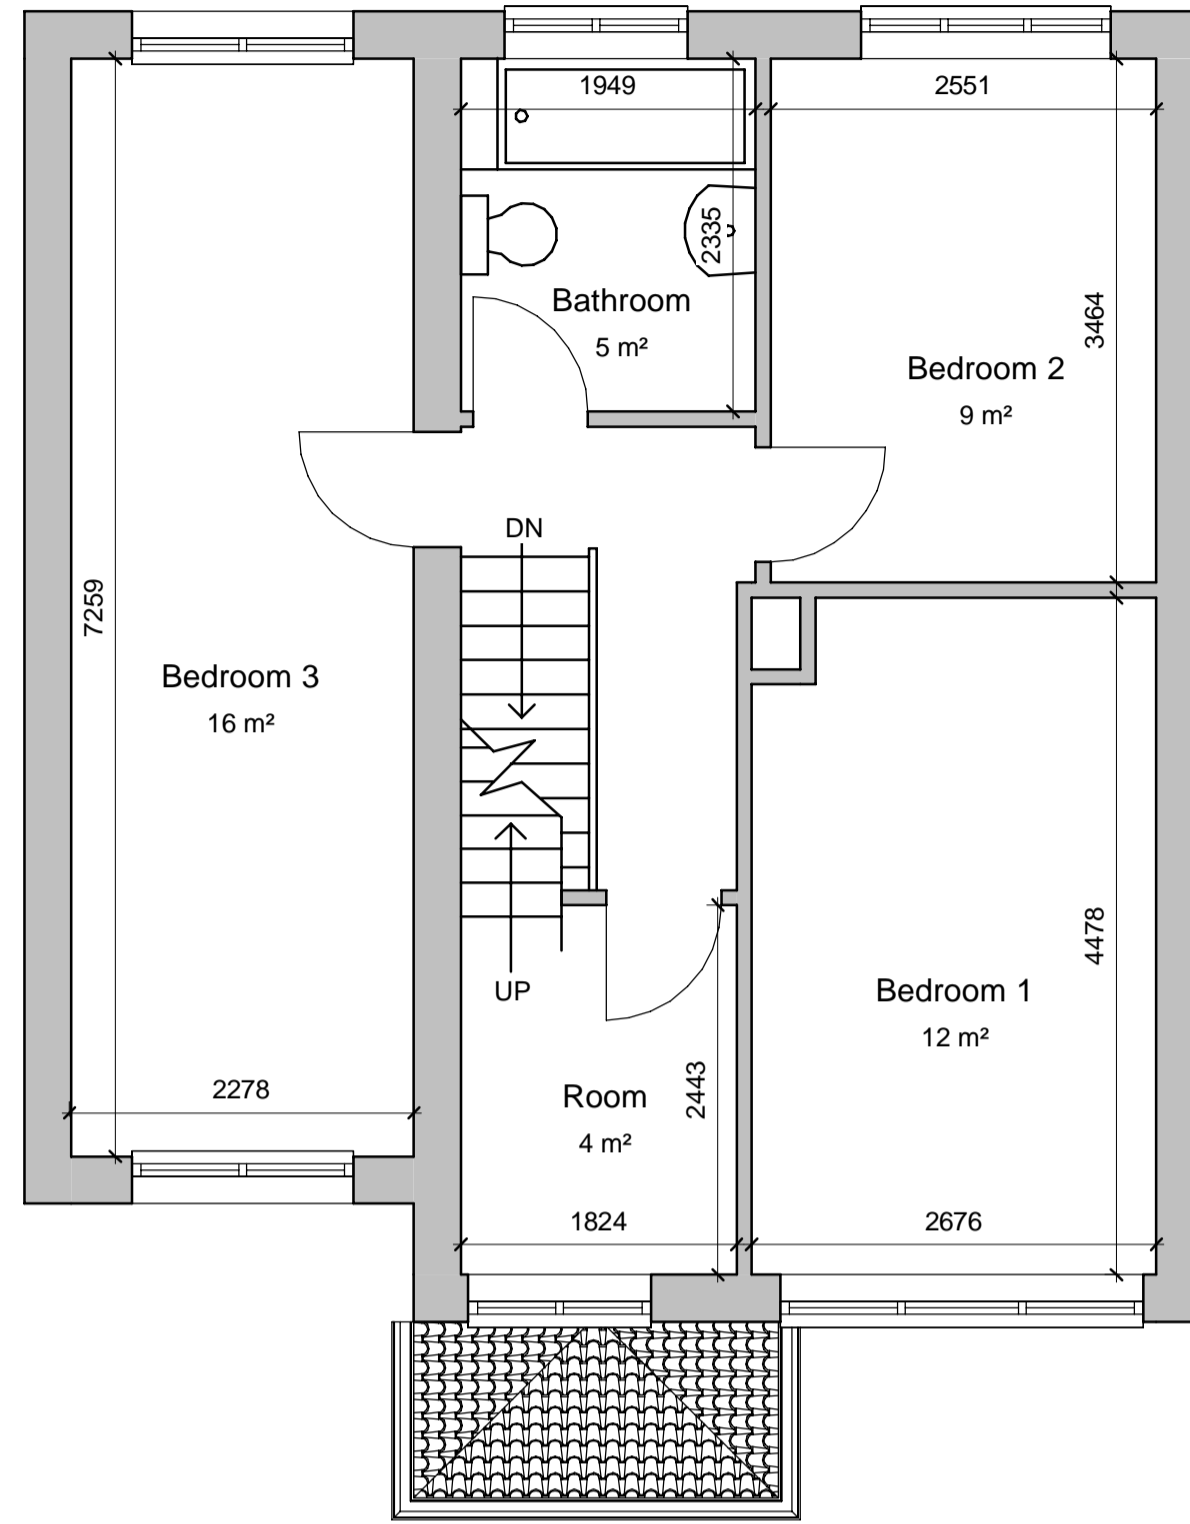 1949
2551
2335
Bathroom
5 m²
3464
Bedroom 2
9 m²
DN
7259
Bedroom 3
16 m²
4478
UP
Bedroom 1
12 m²
2278
2443
Room
4 m²
1824
2676